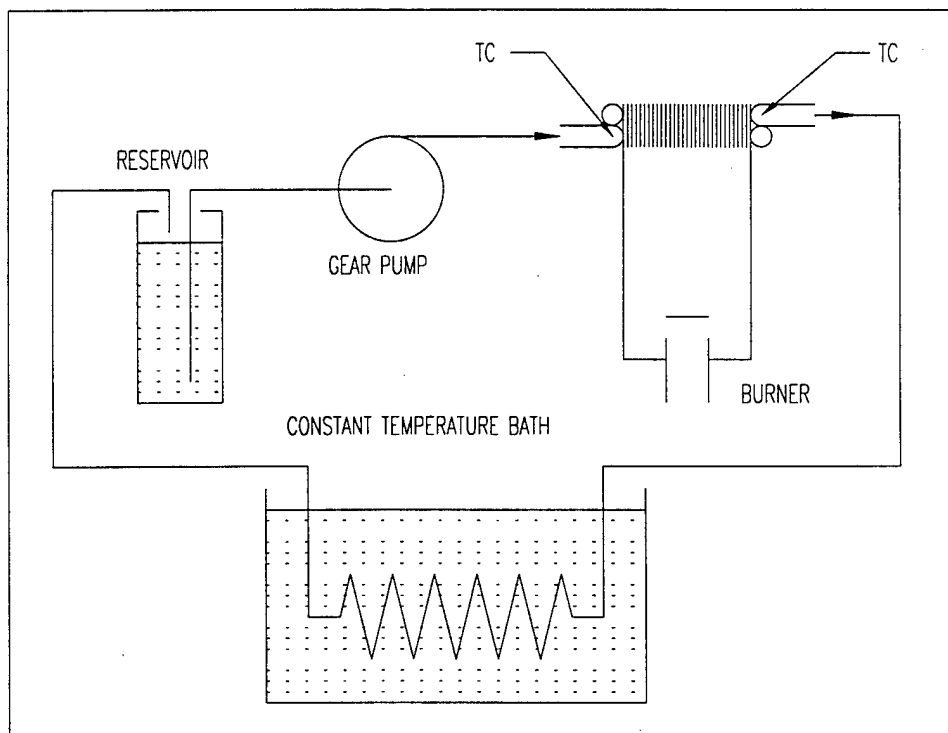 TC
TC
RESERVOIR
GEAR PUMP
BURNER
CONSTANT TEMPERATURE BATH